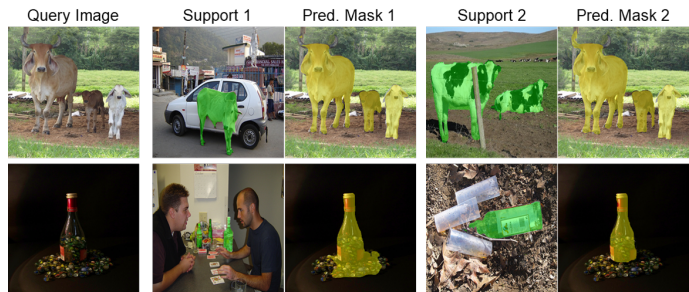 Query Image
Support 1
Pred. Mask 1
Support 2
Pred. Mask 2